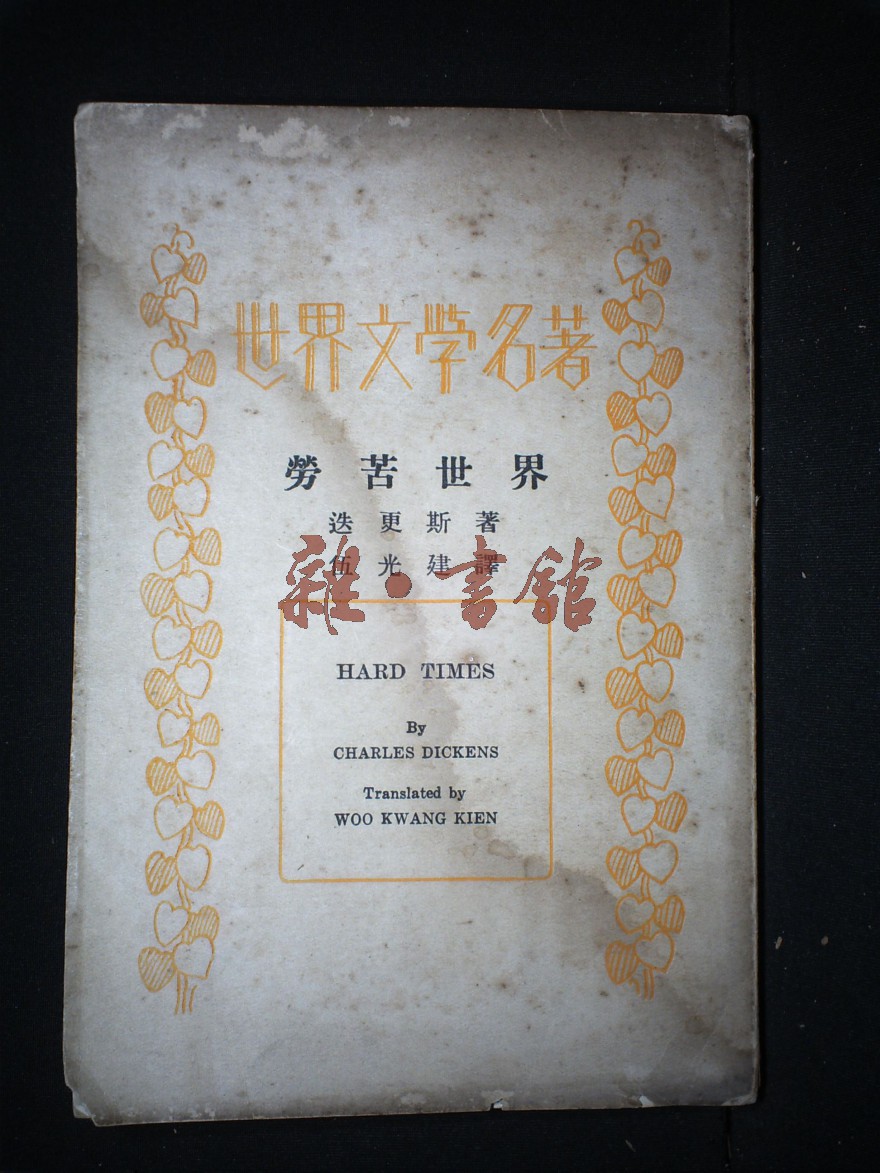 世界文学名著
勞苦世界
迭更斯著
伍光建譯
雜·書館
HARD TIMES
By
CHARLES DICKENS
Translated by
WOO KWANG KIEN